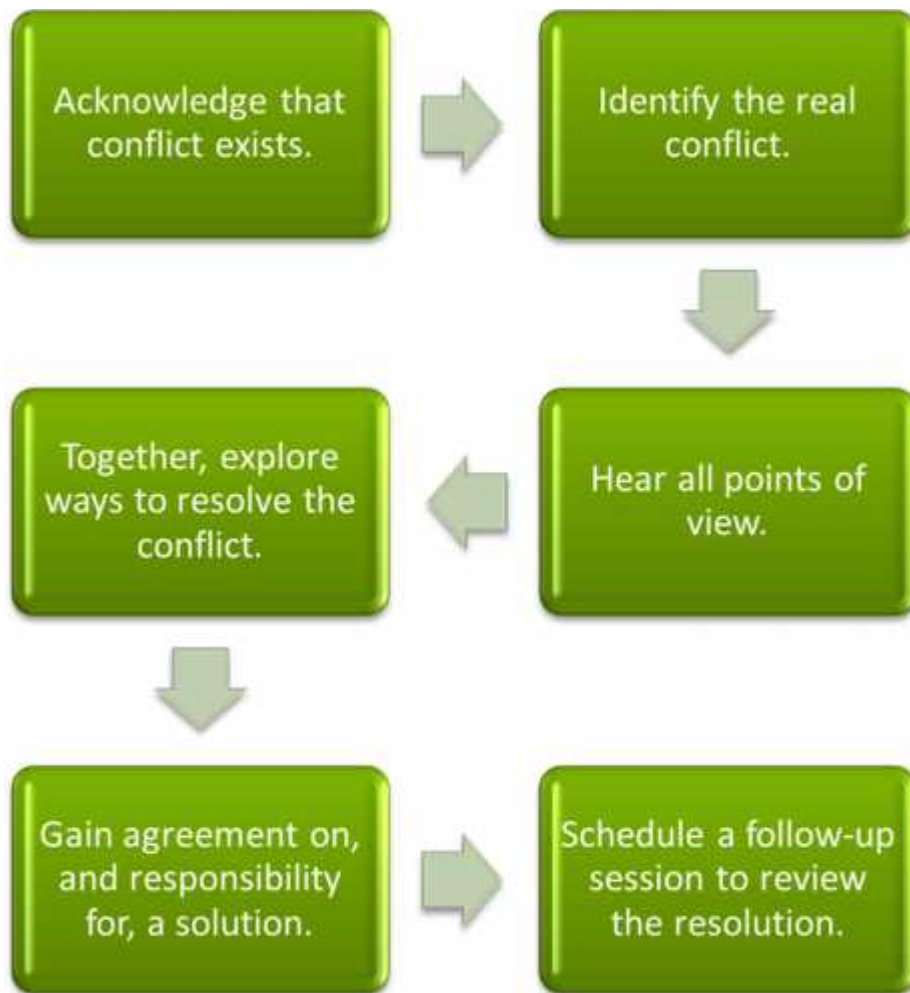 Acknowledge that
conflict exists.
Identify the real
conflict.
Hear all points of
view.
Together, explore
ways to resolve the
conflict.
Gain agreement on,
and responsibility
for, a solution.
Schedule a follow-up
session to review
the resolution.